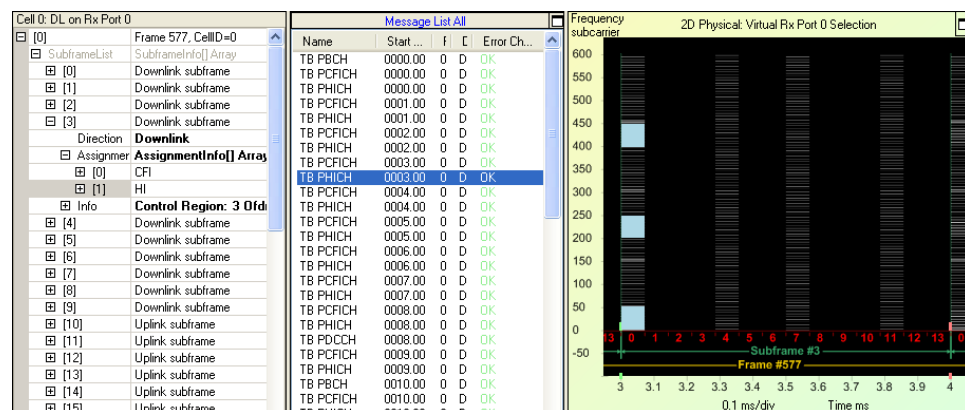 Cell 0: DL on Rx Port 0
[0] Frame 577, CellID=0
SubframeList SubframeInfo[] Array
[0] Downlink subframe
[1] Downlink subframe
[2] Downlink subframe
[3] Downlink subframe
Direction Downlink
Assignmer AssignmentInfo[] Array
[0] CFI
[1] HI
Info Control Region: 3 Ofdr
[4] Downlink subframe
[5] Downlink subframe
[6] Downlink subframe
[7] Downlink subframe
[8] Downlink subframe
[9] Downlink subframe
[10] Uplink subframe
[11] Uplink subframe
[12] Uplink subframe
[13] Uplink subframe
[14] Uplink subframe
[15] Uplink subframe
Message List All
Name Start ... F D Error Ch...
TB PBCH 0000.00 0 D OK
TB PCFICH 0000.00 0 D OK
TB PHICH 0000.00 0 D OK
TB PCFICH 0001.00 0 D OK
TB PHICH 0001.00 0 D OK
TB PCFICH 0002.00 0 D OK
TB PHICH 0002.00 0 D OK
TB PCFICH 0003.00 0 D OK
TB PHICH 0003.00 0 D OK
TB PCFICH 0004.00 0 D OK
TB PHICH 0004.00 0 D OK
TB PCFICH 0005.00 0 D OK
TB PHICH 0005.00 0 D OK
TB PCFICH 0006.00 0 D OK
TB PHICH 0006.00 0 D OK
TB PCFICH 0007.00 0 D OK
TB PHICH 0007.00 0 D OK
TB PCFICH 0008.00 0 D OK
TB PHICH 0008.00 0 D OK
TB PDCCH 0008.00 0 D OK
TB PCFICH 0009.00 0 D OK
TB PHICH 0009.00 0 D OK
TB PBCH 0010.00 0 D OK
TB PCFICH 0010.00 0 D OK
TB PHICH 0010.00 0 D OK
Frequency
subcarrier
2D Physical: Virtual Rx Port 0 Selection
600
550
500
450
400
350
300
250
200
150
100
50
0
-50
13 0 1 2 3 4 5 6 7 8 9 10 11 12 13 0
Subframe #3
Frame #577
3 3.1 3.2 3.3 3.4 3.5 3.6 3.7 3.8 3.9 4
0.1 ms/div Time ms